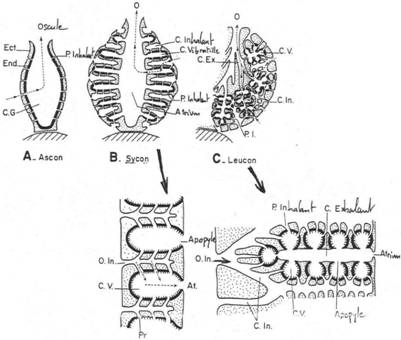 Oscule
Ect.
End.
P. Inhalant
C.G
A_ Ascon
O
C. Inhalant
C. Vibratile
C. Ex
P. Inhalant
Atrium
B_ Sycon
O
C. V.
C. In.
P. I.
C_ Leucon
Apopyle
O. In.
C. V.
At.
Pr
P. Inhalant
C. Exhalant
O. In
Atrium
C. In.
C.V.
Apopyle